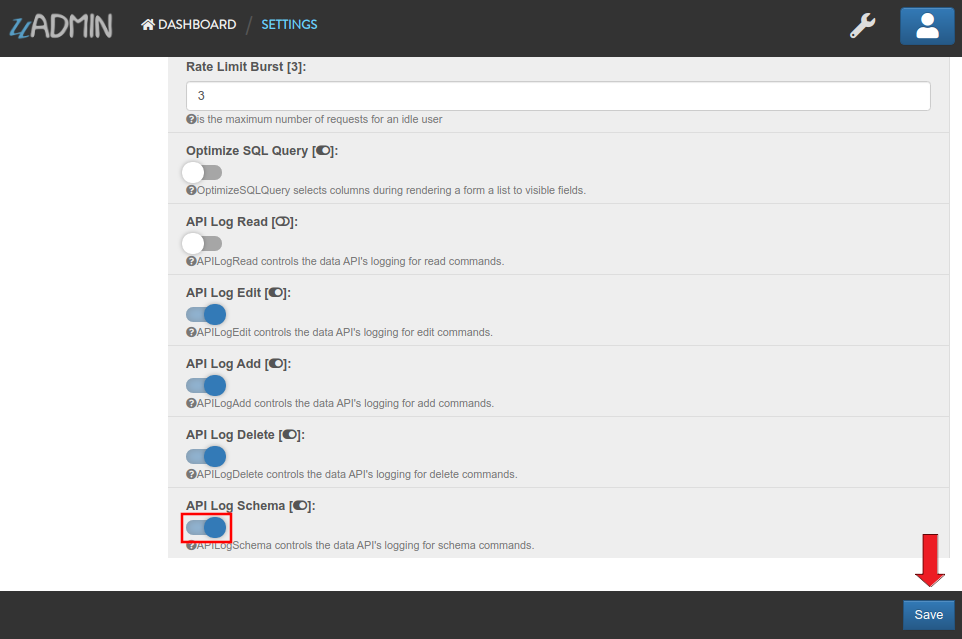 uADMIN
DASHBOARD / SETTINGS
Rate Limit Burst [3]:
3
is the maximum number of requests for an idle user
Optimize SQL Query []:
OptimizeSQLQuery selects columns during rendering a form a list to visible fields.
API Log Read []:
APILogRead controls the data API's logging for read commands.
API Log Edit []:
APILogEdit controls the data API's logging for edit commands.
API Log Add []:
APILogAdd controls the data API's logging for add commands.
API Log Delete []:
APILogDelete controls the data API's logging for delete commands.
API Log Schema []:
APILogSchema controls the data API's logging for schema commands.
Save